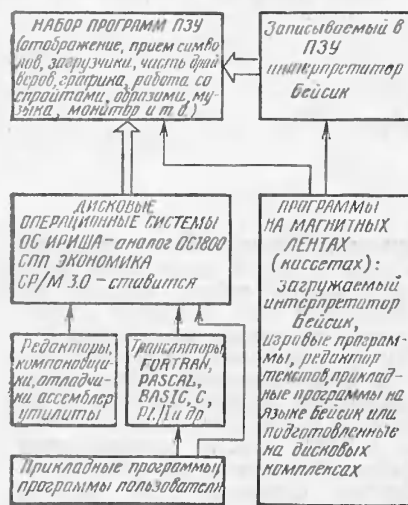 НАБОР ПРОГРАММ ПЗУ
(отображение, прием симво
лов, загрузчики, часть драй
веров, графика, работа со
спрайтами, образами, му
зыка, монитор и т.д.)
Записываемый в
ПЗУ
интерпретитор
Бейсик
ДИСКОВЫЕ
ОПЕРАЦИОННЫЕ СИСТЕМЫ
ОС ИРИША – аналог ОС1800
СПП ЭКОНОМИКА
CP/M 3.0 – ставится
ПРОГРАММЫ
НА МАГНИТНЫХ
ЛЕНТАХ
(кассетах):
загружаемый
интерпретитор
Бейсик,
игровые програм-
мы, редактор
текстов, приклад-
ные программы на
языке Бейсик или
подготовленные
на дисковых
комплексах
Редакторы,
компоновщи-
ки, отладчи-
ки ассемблер
утилиты
Трансляторы
FORTRAN,
PASCAL,
BASIC, C,
PL/1 и др
Прикладные программы,
программы пользователя